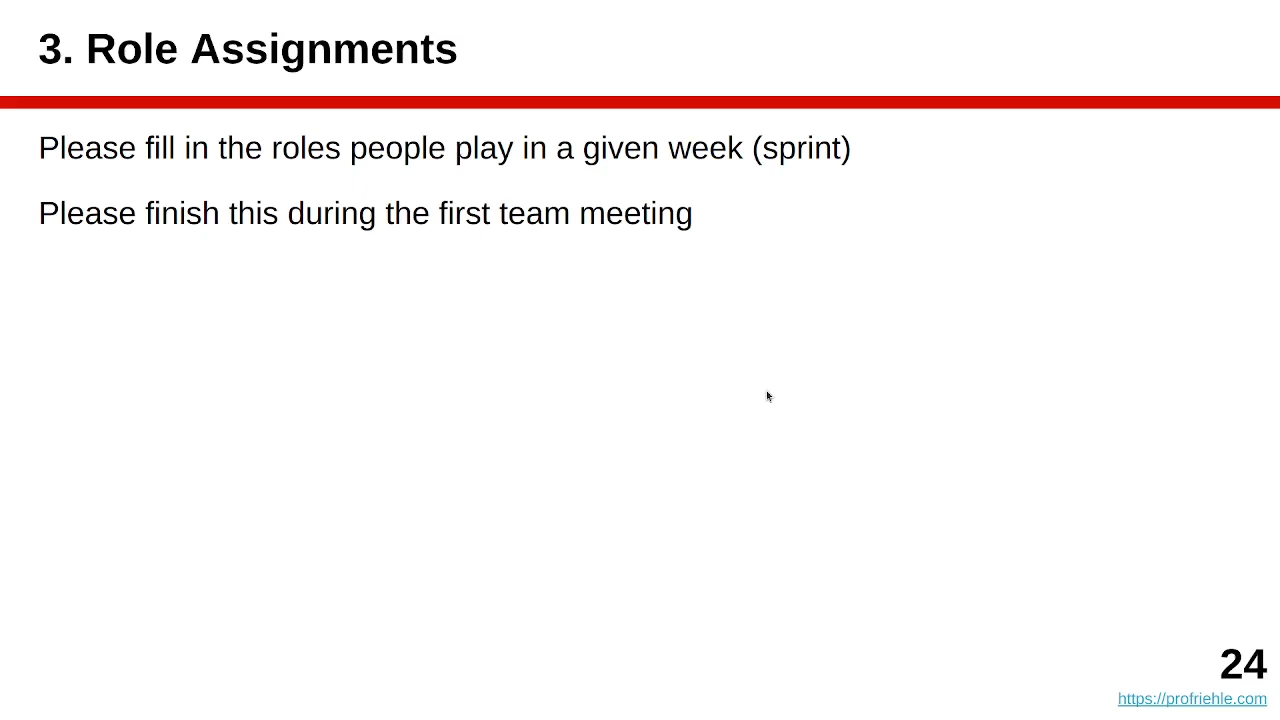 3. Role Assignments
Please fill in the roles people play in a given week (sprint)
Please finish this during the first team meeting
24
https://profriehle.com